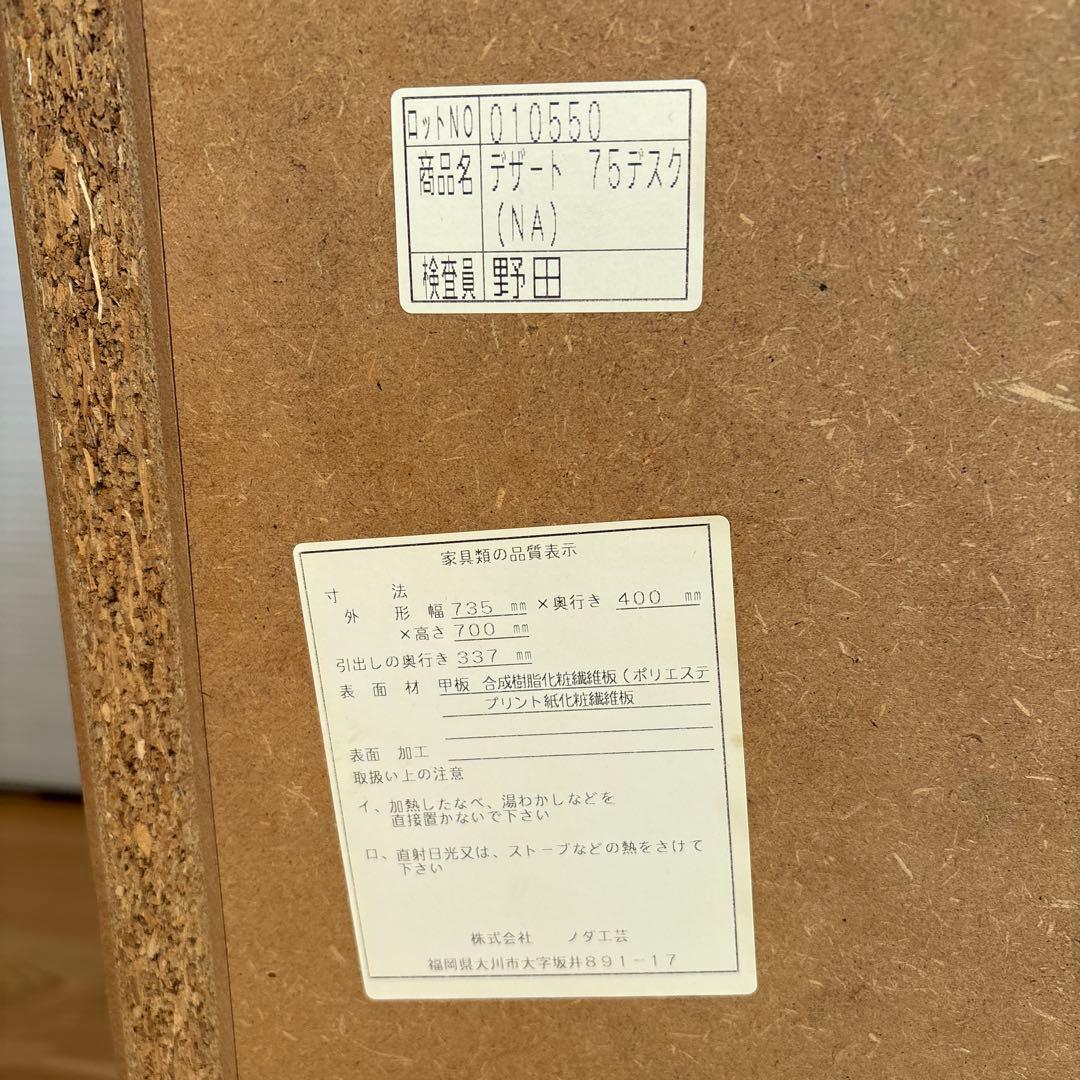 ロットNO 010550
商品名 デザート 75デスク
(NA)
検査員 野田
家具類の品質表示
寸 法
外 形 幅 735 mm ×奥行き 400 mm
×高さ 700 mm
引出しの奥行き 337 mm
表 面 材 甲板 合成樹脂化粧繊維板(ポリエステ
プリント紙化粧繊維板
表面 加工
取扱い上の注意
イ、加熱したなべ、湯わかしなどを
直接置かないで下さい
ロ、直射日光又は、ストーブなどの熱をさけて
下さい
株式会社 ノダ工芸
福岡県大川市大字坂井891-17